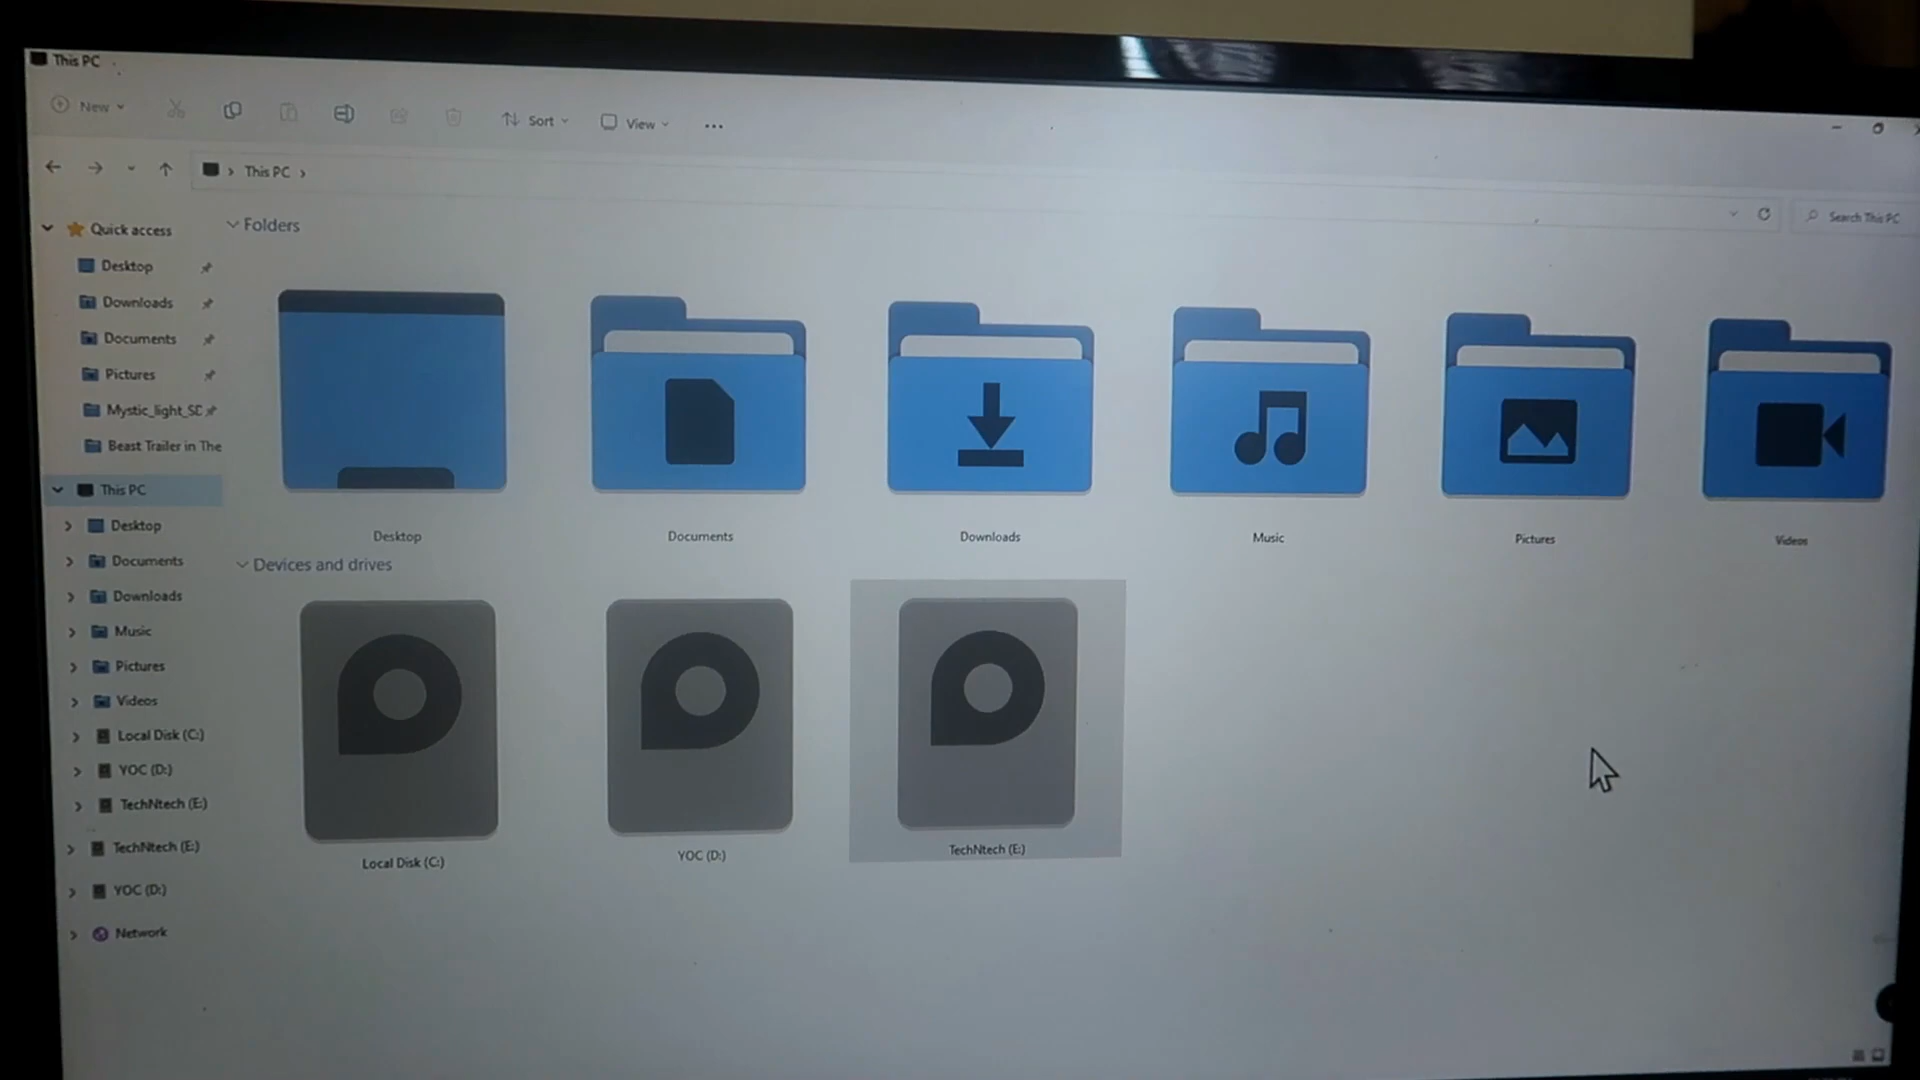 This PC
New
Sort
View
This PC
Search This PC
Quick access
Desktop
Downloads
Documents
Pictures
Mystic_light_SD
Beast Trailer in The
This PC
Desktop
Documents
Downloads
Music
Pictures
Videos
Local Disk (C:)
YOC (D:)
TechNtech (E:)
TechNtech (E:)
YOC (D:)
Network
Folders
Desktop
Documents
Downloads
Music
Pictures
Videos
Devices and drives
Local Disk (C:)
YOC (D:)
TechNtech (E:)